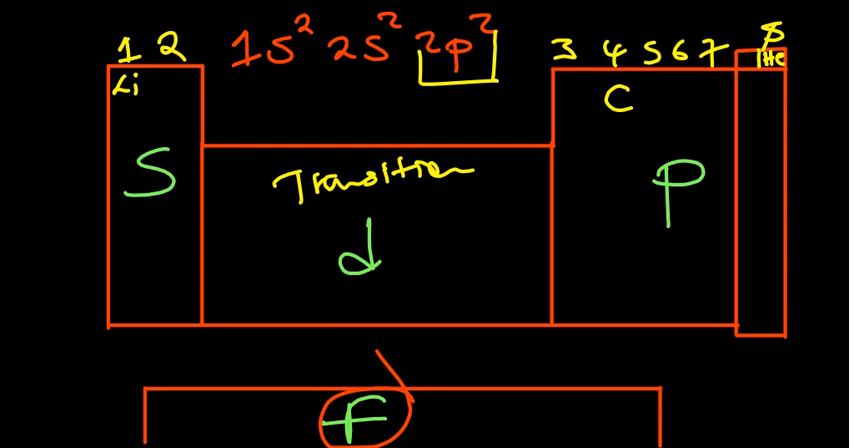 1 2 1s² 2s² 2p² 3 4 5 6 7 8
Li C He
S Transition p
d
f